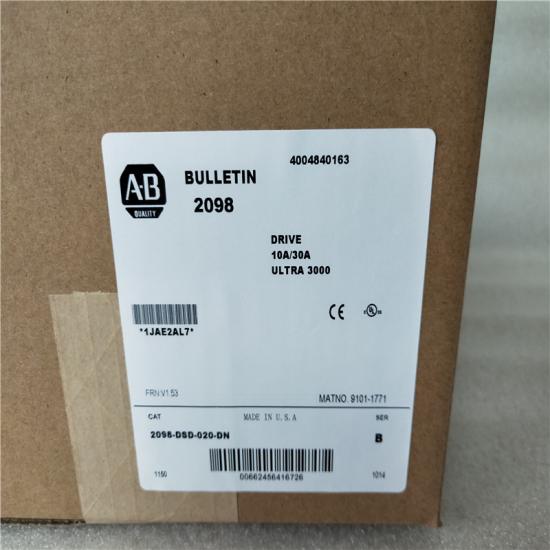 4004840163
A-B
QUALITY
BULLETIN
2098
DRIVE
10A/30A
ULTRA 3000
CE
UL
*1JAE2AL7*
FRN:V1.53
MATNO. 9101-1771
CAT
MADE IN U.S.A
SER
2098-DSD-020-DN
B
1150
00662456416726
1014